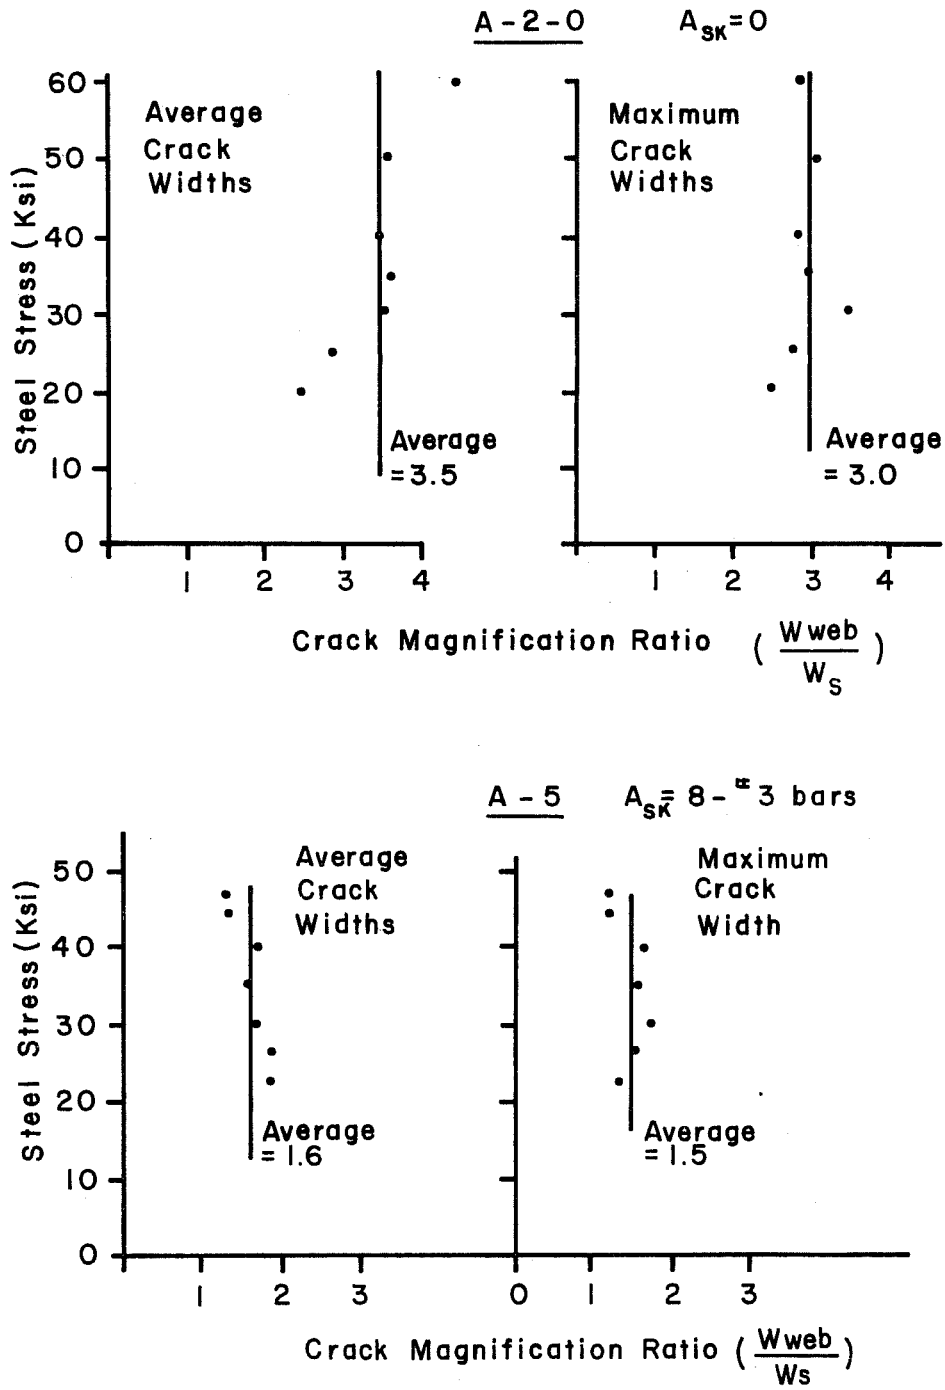 A-2-0
A_SK=0
60
50
40
30
20
10
0
Steel Stress (Ksi)
Average
Crack
Widths
Average
=3.5
1 2 3 4
Maximum
Crack
Widths
Average
=3.0
1 2 3 4
Crack Magnification Ratio (Wweb/Ws)
A-5
A_SK= 8-#3 bars
50
40
30
20
10
0
Steel Stress (Ksi)
Average
Crack
Widths
Average
=1.6
1 2 3
Maximum
Crack
Width
Average
=1.5
0 1 2 3
Crack Magnification Ratio (Wweb/Ws)